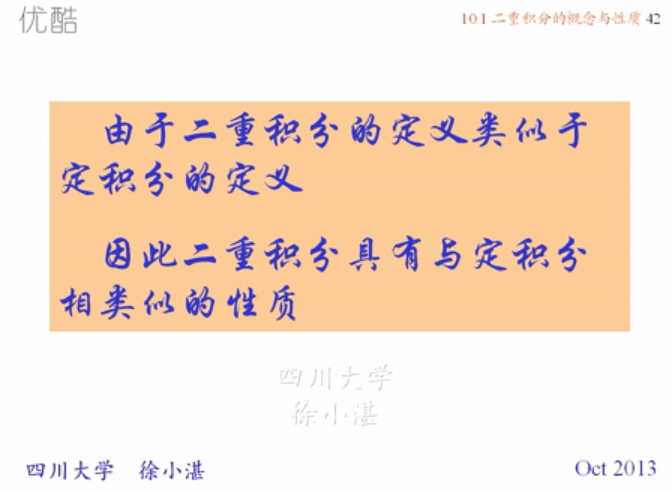 优酷
10.1 二重积分的概念与性质 42
由于二重积分的定义类似于
定积分的定义
因此二重积分具有与定积分
相类似的性质
四川大学
徐小湛
四川大学 徐小湛
Oct 2013